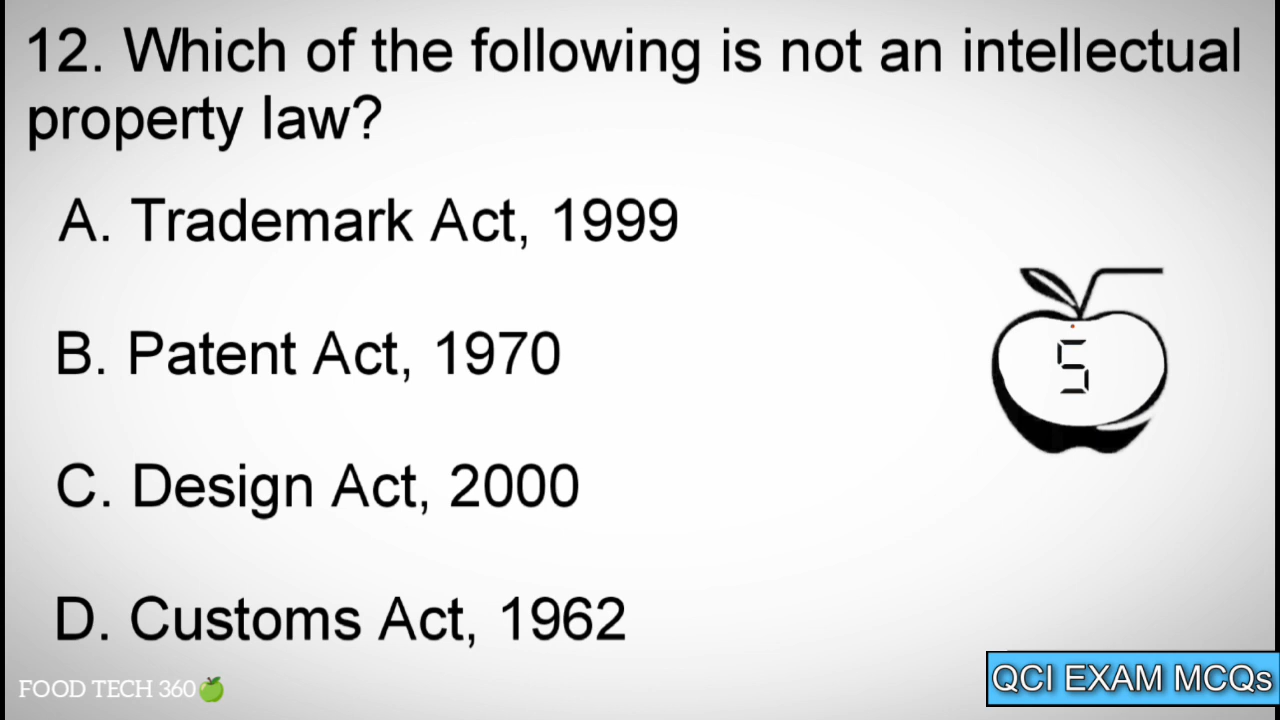 12. Which of the following is not an intellectual
property law?
A. Trademark Act, 1999
B. Patent Act, 1970
5
C. Design Act, 2000
D. Customs Act, 1962
FOOD TECH 360
QCI EXAM MCQs